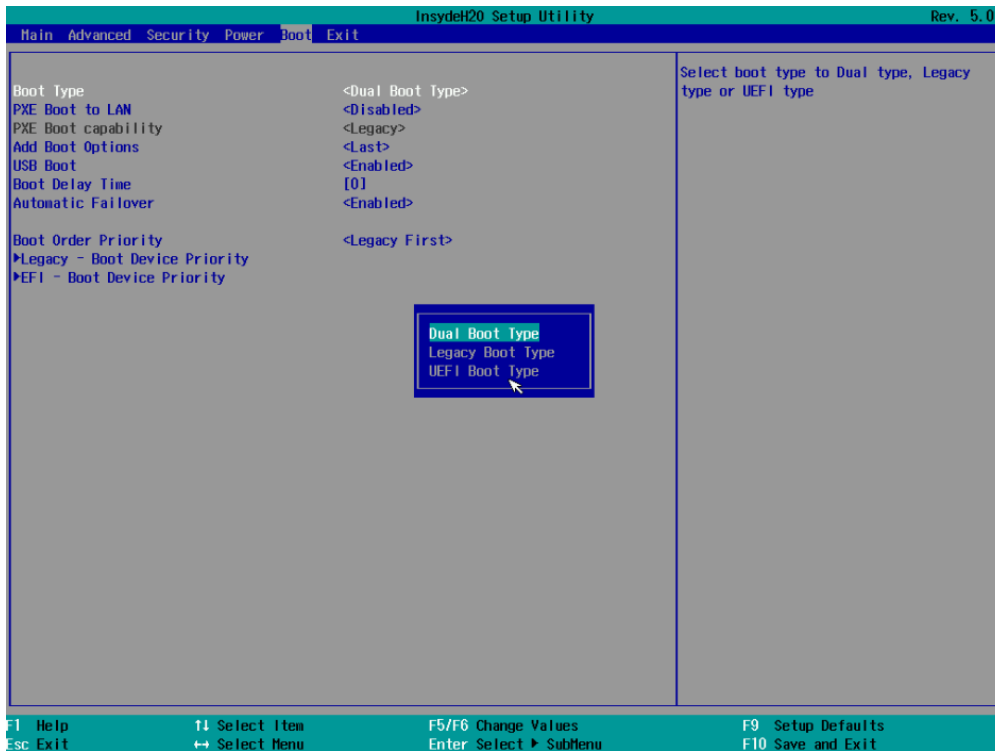 InsydeH20 Setup Utility Rev. 5.0
Main Advanced Security Power Boot Exit
Select boot type to Dual type, Legacy
type or UEFI type
Boot Type <Dual Boot Type>
PXE Boot to LAN <Disabled>
PXE Boot capability <Legacy>
Add Boot Options <Last>
USB Boot <Enabled>
Boot Delay Time [0]
Automatic Failover <Enabled>
Boot Order Priority <Legacy First>
▶Legacy - Boot Device Priority
▶EFI - Boot Device Priority
Dual Boot Type
Legacy Boot Type
UEFI Boot Type
F1 Help ↑↓ Select Item F5/F6 Change Values F9 Setup Defaults
Esc Exit ↔ Select Menu Enter Select ▶ SubMenu F10 Save and Exit